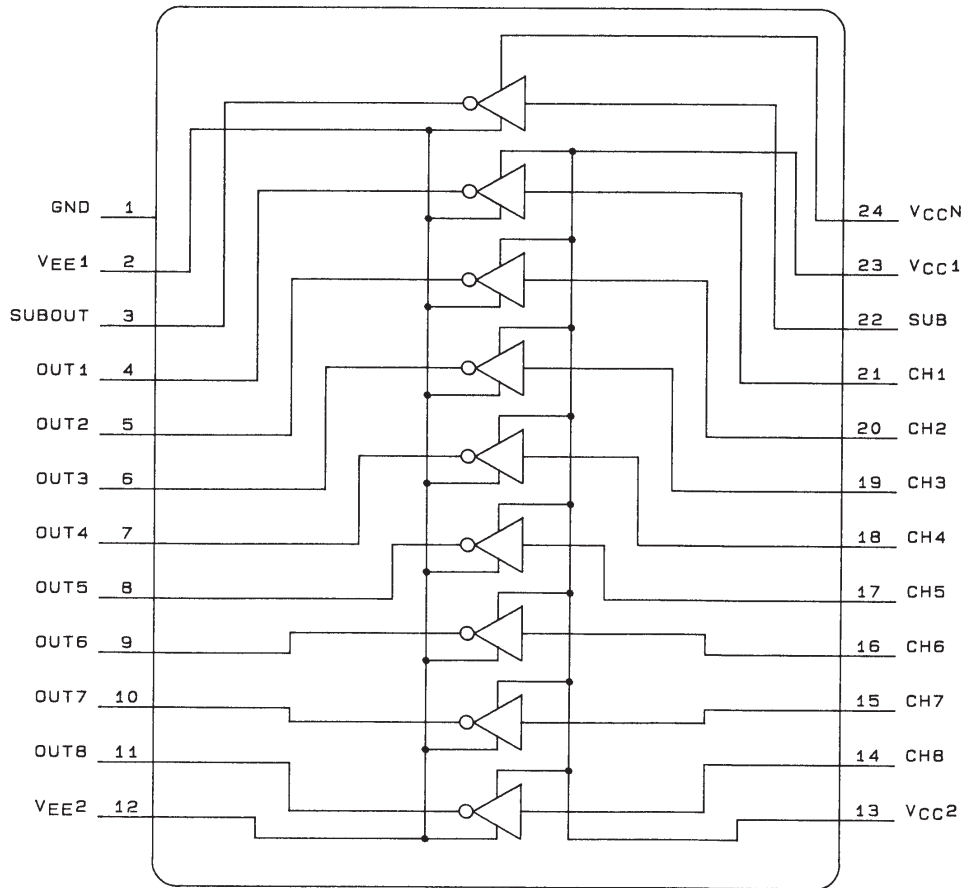 GND 1
VEE1 2
SUBOUT 3
OUT1 4
OUT2 5
OUT3 6
OUT4 7
OUT5 8
OUT6 9
OUT7 10
OUT8 11
VEE2 12
24 VCCN
23 VCC1
22 SUB
21 CH1
20 CH2
19 CH3
18 CH4
17 CH5
16 CH6
15 CH7
14 CH8
13 VCC2